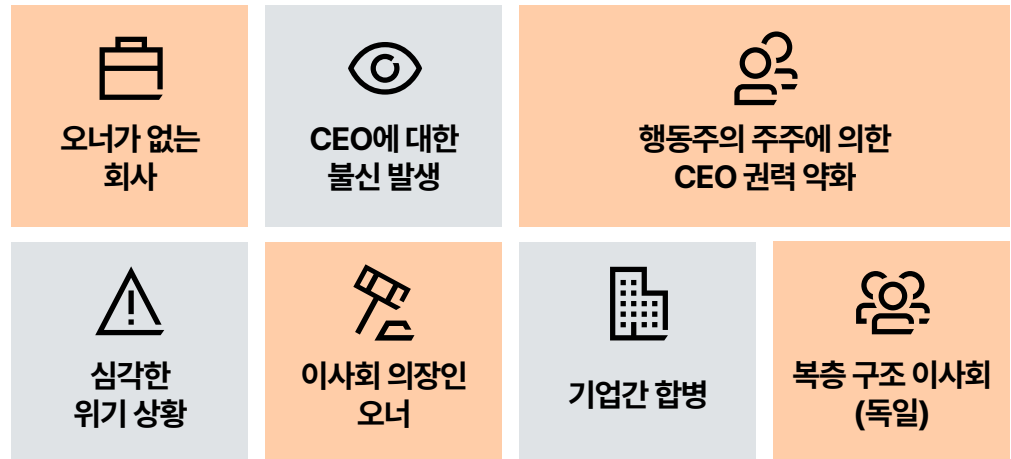 오너가 없는
회사
CEO에 대한
불신 발생
행동주의 주주에 의한
CEO 권력 약화
심각한
위기 상황
이사회 의장인
오너
기업간 합병
복층 구조 이사회
(독일)